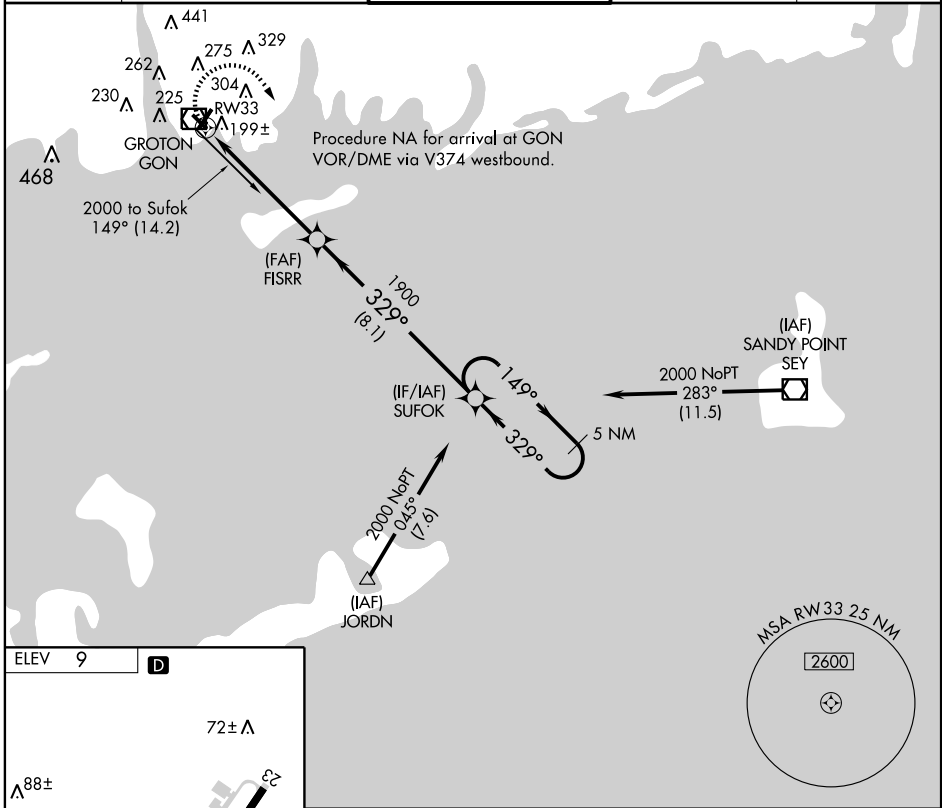 441
275
329
262
304
230
225
RW33
199±
GROTON
GON
468
Procedure NA for arrival at GON
VOR/DME via V374 westbound.
2000 to Sufok
149° (14.2)
(FAF)
FISRR
1900
329°
(8.1)
(IAF)
SANDY POINT
SEY
2000 NoPT
283°
(11.5)
(IF/IAF)
SUFOK
149°
329°
5 NM
2000 NoPT
045°
(7.6)
(IAF)
JORDN
MSA RW33 25 NM
2600
ELEV 9
D
72±
88±
23